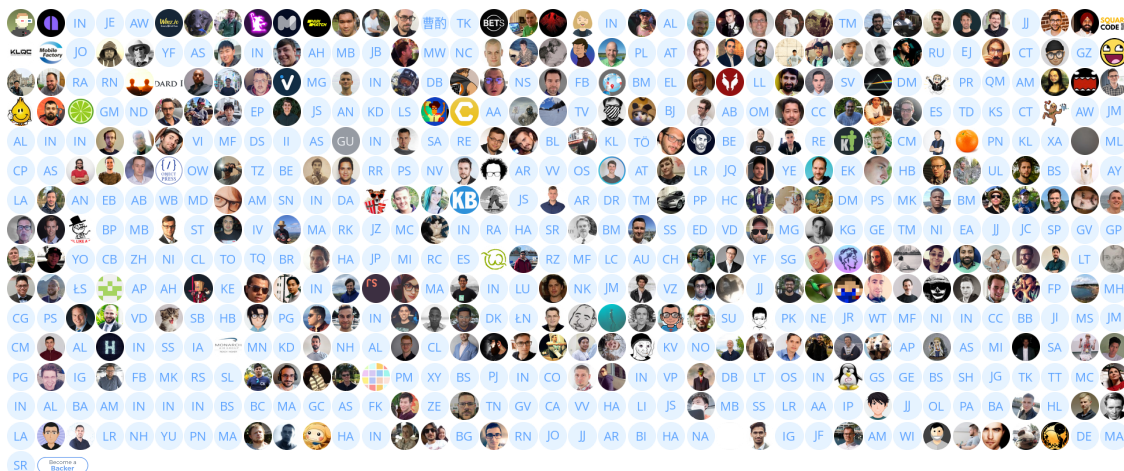 IN JE AW 曹酌 TK BETS IN AL TM JJ SQUARE CODE
KLQC Mobile Factory JO YF AS IN AH MB JB MW NC PL AT RU EJ CT GZ
RA RN DARD I MG IN DB NS FB BM EL LL SV DM PR QM AM
GM ND EP JS AN KD LS C AA TV BJ AB OM CC ES TD KS CT AW JM
AL IN IN VI MF DS II AS GU IN SA RE BL KL TÖ BE RE CM PN KL XA ML
CP AS OW TZ BE RR PS NV AR VV OS AT LR JQ YE EK HB UL BS AY
LA AN EB AB WB MD AM SN IN DA KB JS AR DR TM PP HC DM PS MK BM
BP MB ST IV MA RK JZ MC IN RA HA SR BM SS ED VD MG KG GE TM NI EA JJ JC SP GV GP
YO CB ZH NI CL TO TQ BR HA JP MI RC ES RZ MF LC AU CH YF SG LT
ŁS AP AH KE IN rs MA IN LU NK JM VZ JJ FP MH
CG PS VD SB HB PG IN DK ŁN SU PK NE JR WT MF NI IN CC BB JI MS JM
CM AL H IN SS IA MONARCH MN KD NH AL CL KV NO AP AS MI SA
PG IG FB MK RS SL PM XY BS PJ IN CO IN VP DB LT OS IN GS GE BS SH JG TK TT MC
IN AL BA AM IN IN IN BS BC MA GC AS FK ZE TN GV CA VV HA LI JS MB SS LR AA IP JJ OL PA BA HL MY
LA LR NH YU PN MA HA IN BG RN JO JJ AR BI HA NA IG JF AM WI DE MA
SR Become a Backer